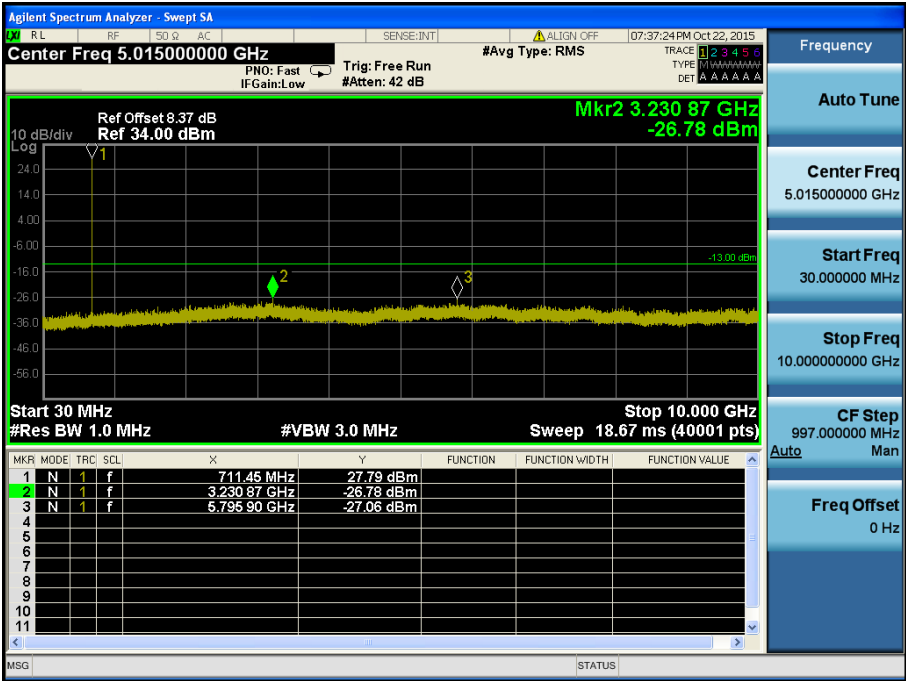 Agilent Spectrum Analyzer - Swept SA
LXI RL RF 50 Ω AC SENSE:INT ALIGN OFF 07:37:24 PM Oct 22, 2015
Center Freq 5.015000000 GHz
PNO: Fast
IFGain:Low
Trig: Free Run
#Atten: 42 dB
#Avg Type: RMS
TRACE 1 2 3 4 5 6
TYPE M WWWWW
DET A A A A A A
Ref Offset 8.37 dB
10 dB/div Ref 34.00 dBm
Log
Mkr2 3.230 87 GHz
-26.78 dBm
1
24.0
14.0
4.00
-6.00
-13.00 dBm
-16.0
2
3
-26.0
-36.0
-46.0
-56.0
Start 30 MHz Stop 10.000 GHz
#Res BW 1.0 MHz #VBW 3.0 MHz Sweep 18.67 ms (40001 pts)
MKR MODE TRC SCL X Y FUNCTION FUNCTION WIDTH FUNCTION VALUE
1 N 1 f 711.45 MHz 27.79 dBm
2 N 1 f 3.230 87 GHz -26.78 dBm
3 N 1 f 5.795 90 GHz -27.06 dBm
4
5
6
7
8
9
10
11
MSG STATUS
Frequency
Auto Tune
Center Freq
5.015000000 GHz
Start Freq
30.000000 MHz
Stop Freq
10.000000000 GHz
CF Step
997.000000 MHz
Auto Man
Freq Offset
0 Hz